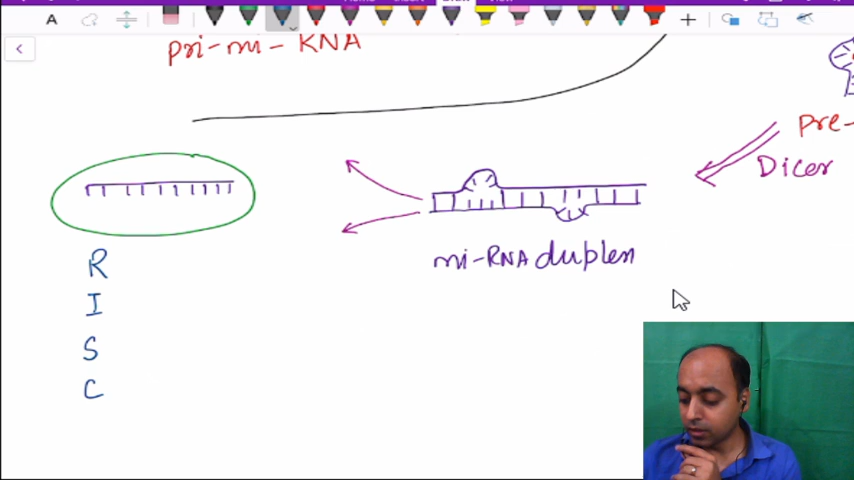 pri-mi-RNA
pre-
Dicer
mi-RNA duplex
R
I
S
C